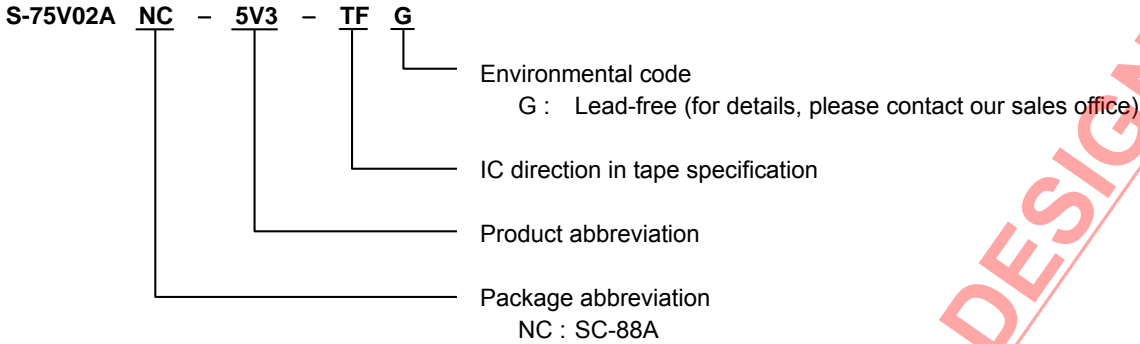 S-75V02A NC – 5V3 – TF G
Environmental code
G : Lead-free (for details, please contact our sales office)
IC direction in tape specification
Product abbreviation
Package abbreviation
NC : SC-88A
DESIGN